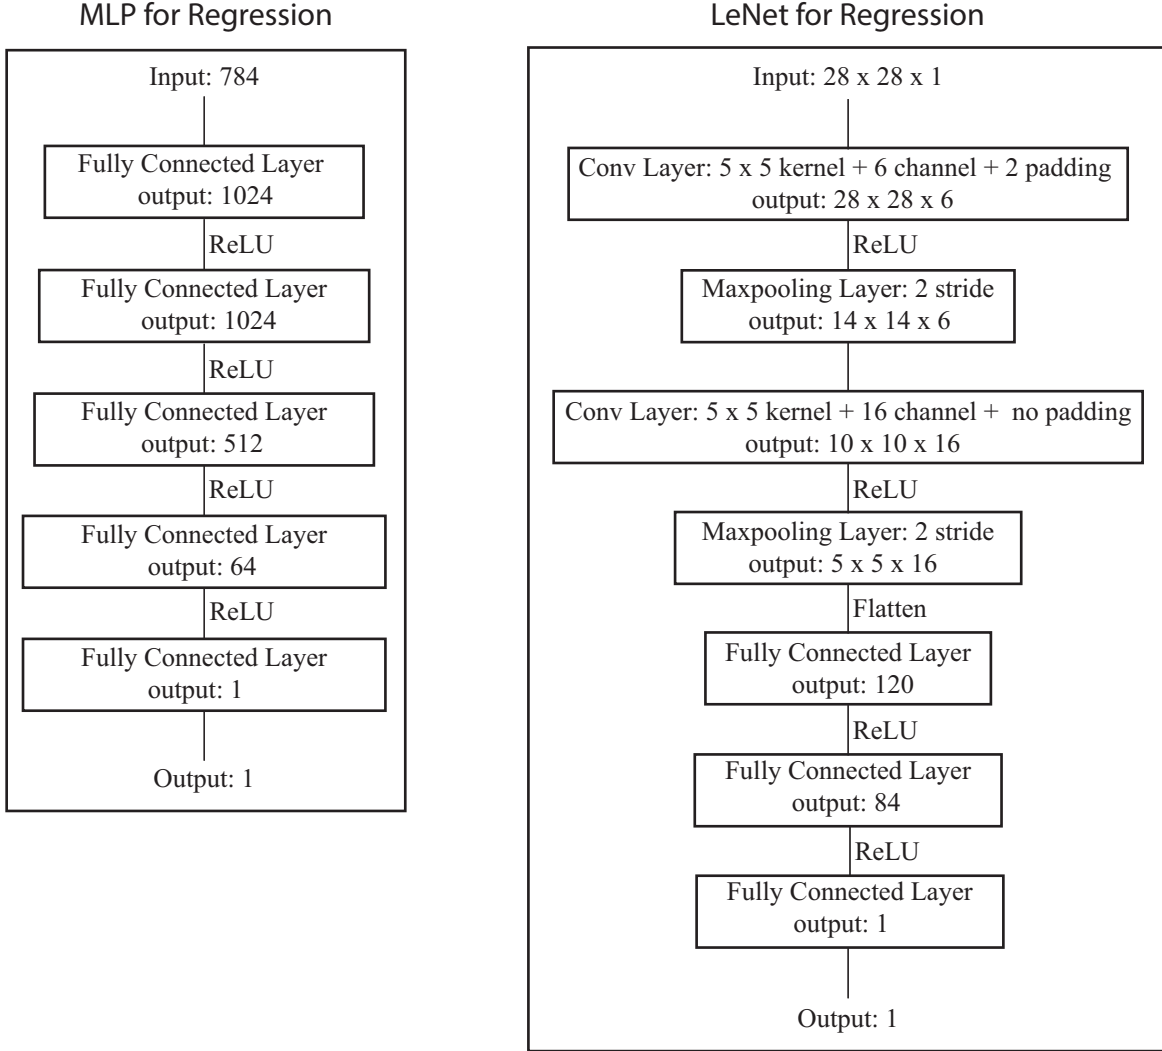 MLP for Regression
Input: 784
Fully Connected Layer
output: 1024
ReLU
Fully Connected Layer
output: 1024
ReLU
Fully Connected Layer
output: 512
ReLU
Fully Connected Layer
output: 64
ReLU
Fully Connected Layer
output: 1
Output: 1
LeNet for Regression
Input: 28 x 28 x 1
Conv Layer: 5 x 5 kernel + 6 channel + 2 padding
output: 28 x 28 x 6
ReLU
Maxpooling Layer: 2 stride
output: 14 x 14 x 6
Conv Layer: 5 x 5 kernel + 16 channel + no padding
output: 10 x 10 x 16
ReLU
Maxpooling Layer: 2 stride
output: 5 x 5 x 16
Flatten
Fully Connected Layer
output: 120
ReLU
Fully Connected Layer
output: 84
ReLU
Fully Connected Layer
output: 1
Output: 1